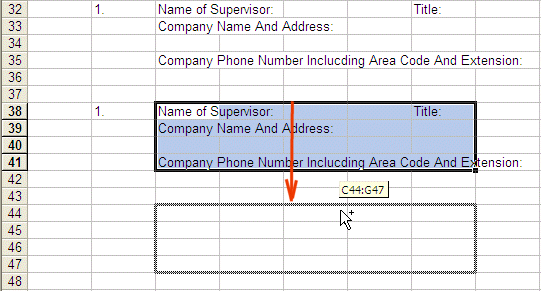 32 1. Name of Supervisor: Title:
33 Company Name And Address:
34
35 Company Phone Number Inlucding Area Code And Extension:
36
37
38 1. Name of Supervisor: Title:
39 Company Name And Address:
40
41 Company Phone Number Inlucding Area Code And Extension:
42
43 C44:G47
44
45
46
47
48